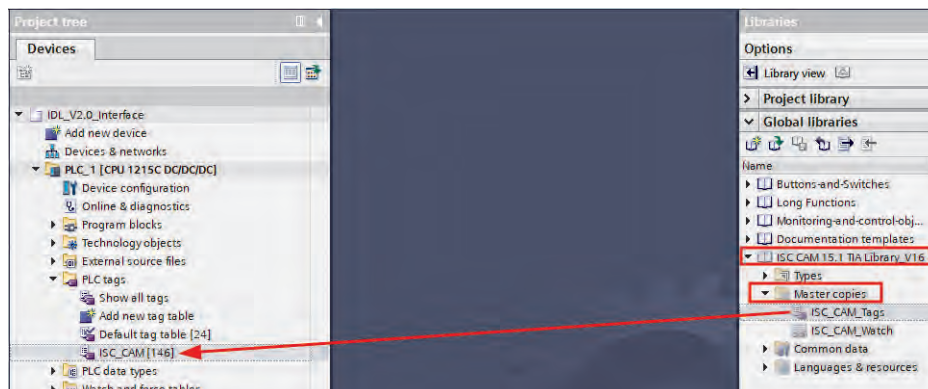 Project tree
Devices
IDL_V2.0_Interface
Add new device
Devices & networks
PLC_1 [CPU 1215C DC/DC/DC]
Device configuration
Online & diagnostics
Program blocks
Technology objects
External source files
PLC tags
Show all tags
Add new tag table
Default tag table [24]
ISC_CAM [146]
PLC data types
Watch and force tables
Libraries
Options
Library view
Project library
Global libraries
Name
Buttons-and-Switches
Long Functions
Monitoring-and-control-obj...
Documentation templates
ISC CAM 15.1 TIA Library_V16
Types
Master copies
ISC_CAM_Tags
ISC_CAM_Watch
Common data
Languages & resources